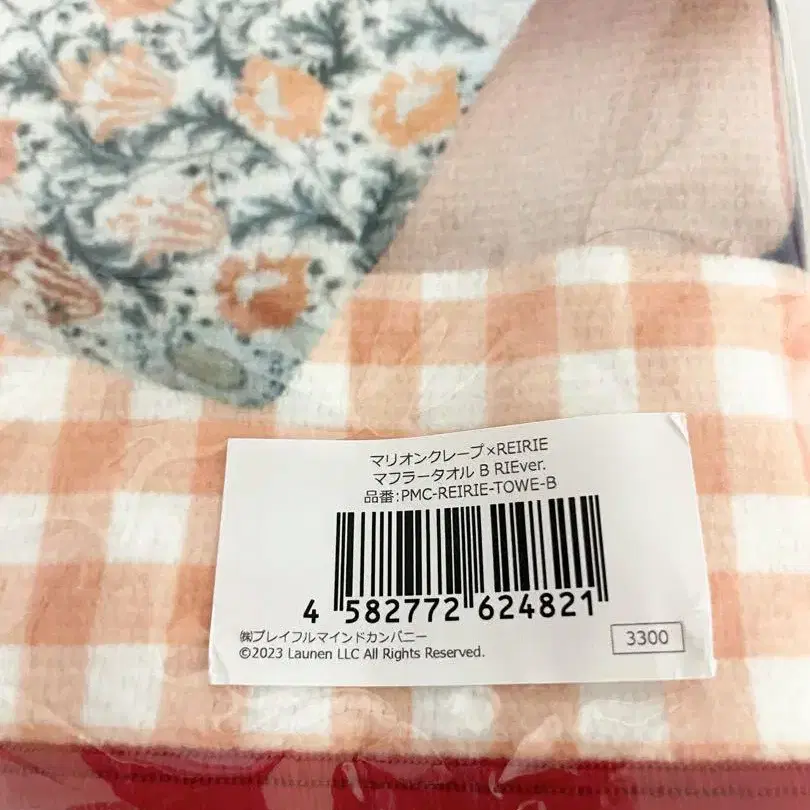 マリオンクレープ×REIRIE
マフラータオル B RIEver.
品番:PMC-REIRIE-TOWE-B
4 582772 624821
㈱プレイフルマインドカンパニー
©2023 Launen LLC All Rights Reserved.
3300